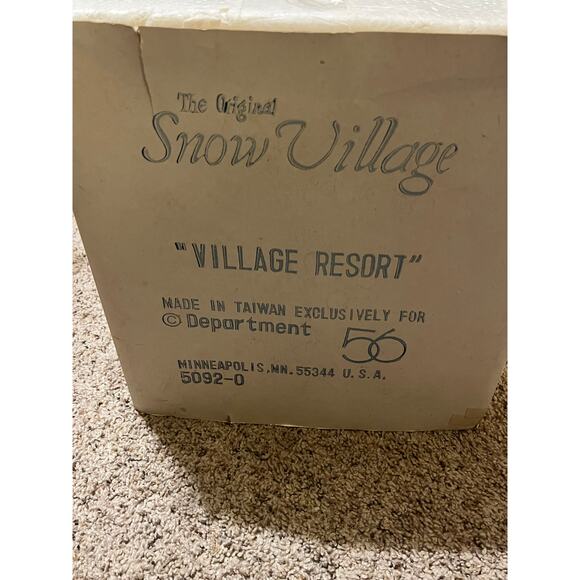 The Original
Snow Village
"VILLAGE RESORT"
MADE IN TAIWAN EXCLUSIVELY FOR
© Department 56
MINNEAPOLIS,MN.55344 U.S.A.
5092-0